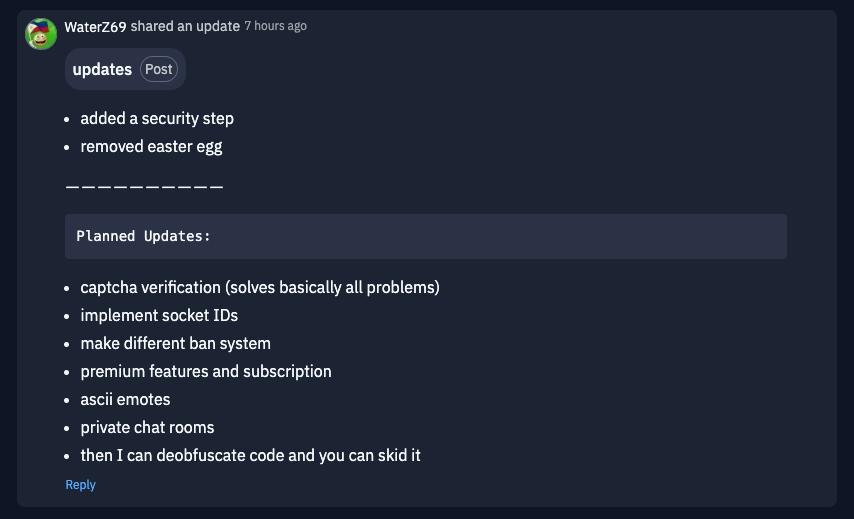 WaterZ69 shared an update 7 hours ago
updates Post
• added a security step
• removed easter egg
——————————
Planned Updates:
• captcha verification (solves basically all problems)
• implement socket IDs
• make different ban system
• premium features and subscription
• ascii emotes
• private chat rooms
• then I can deobfuscate code and you can skid it
Reply